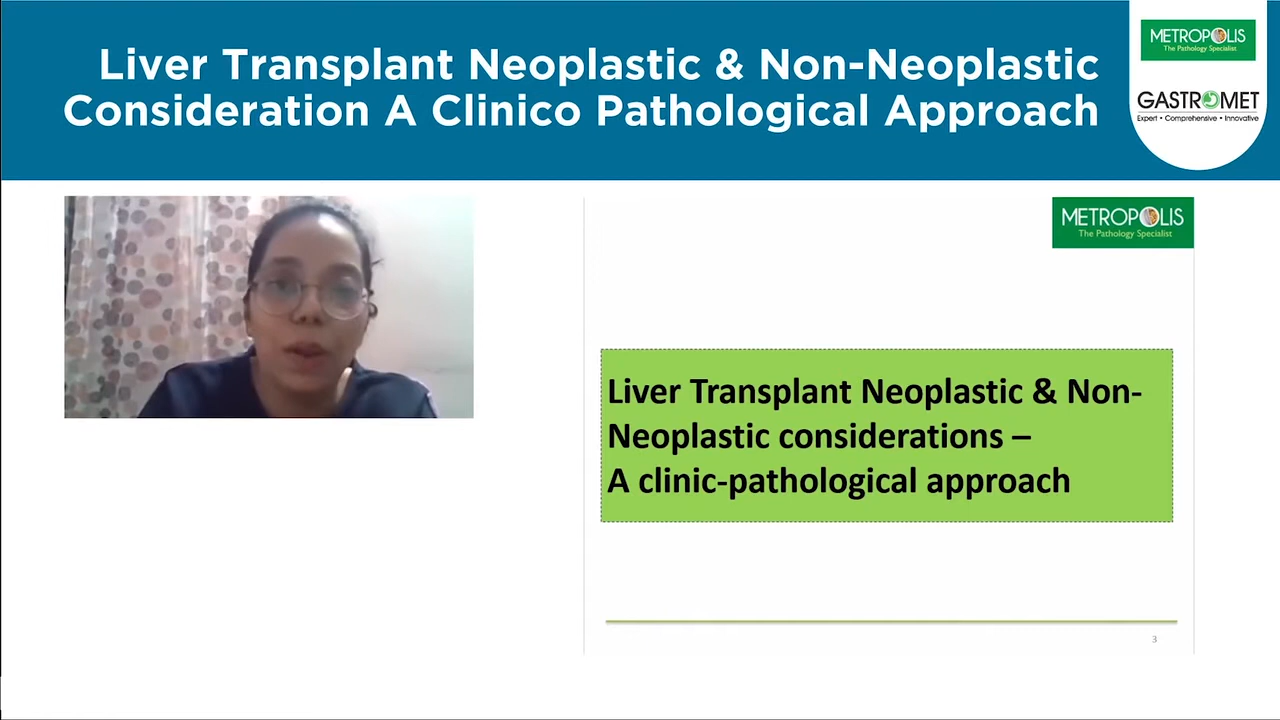 Liver Transplant Neoplastic & Non-Neoplastic
Consideration A Clinico Pathological Approach
METROPOLIS
The Pathology Specialist
GASTROMET
Expert • Comprehensive • Innovative
METROPOLIS
The Pathology Specialist
Liver Transplant Neoplastic & Non-
Neoplastic considerations –
A clinic-pathological approach
3